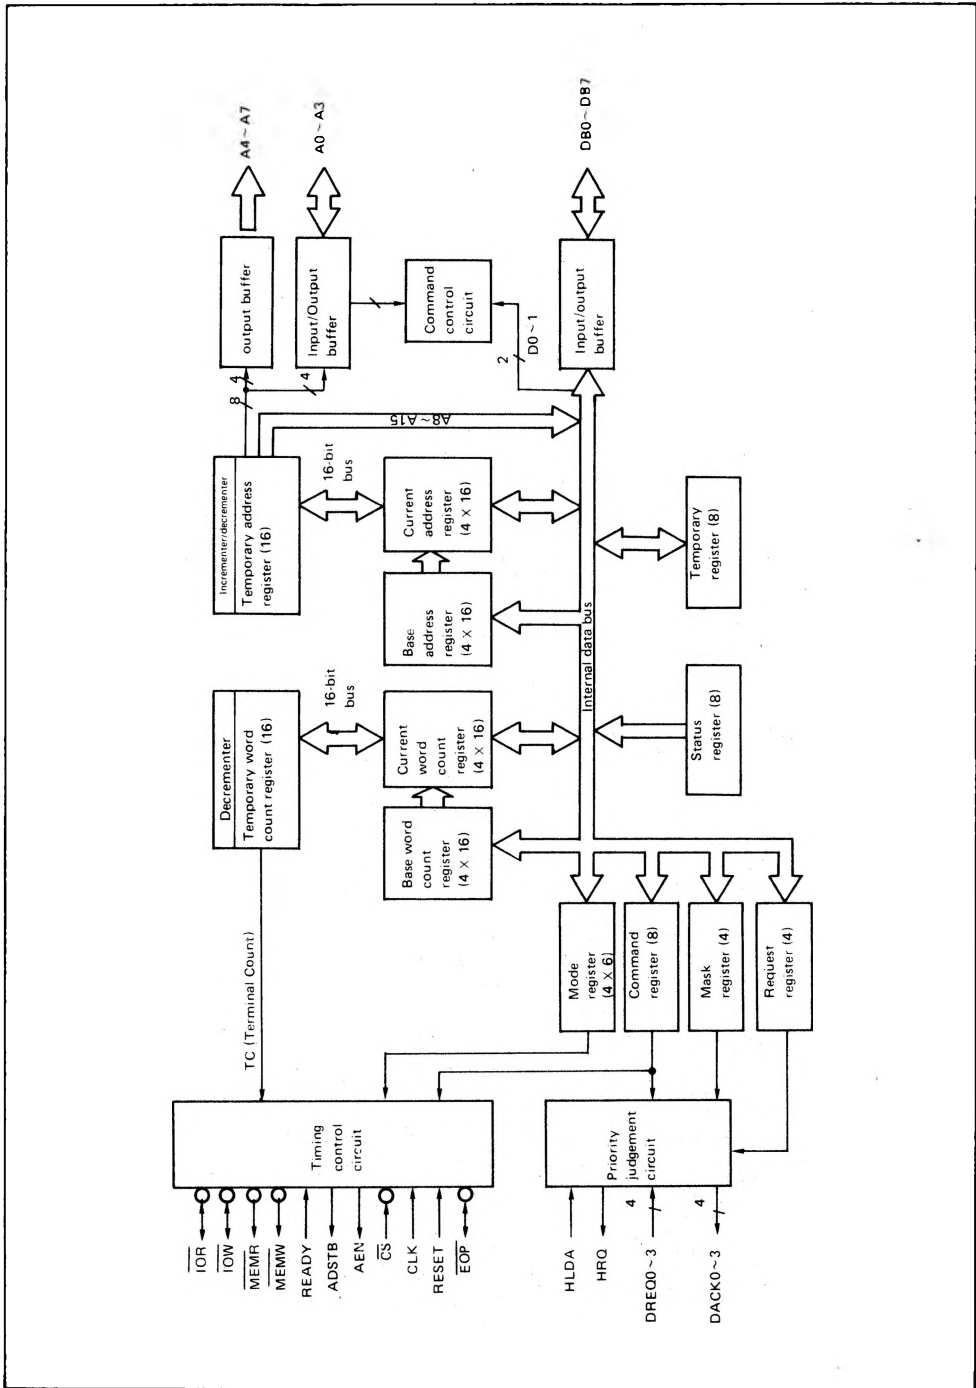 IOR
IOW
MEMR
MEMW
READY
ADSTB
AEN
CS
CLK
RESET
EOP
Timing
control
circuit
TC (Terminal Count)
Decrementer
Temporary word
count register (16)
16-bit
bus
Incrementer/decrementer
Temporary address
register (16)
16-bit
bus
8
4
4
output buffer
A4 ~ A7
Input/Output
buffer
A0 ~ A3
Command
control
circuit
2
D0 ~ 1
A8 ~ A15
Base word
count
register
(4 X 16)
Current
word
count
register
(4 X 16)
Base
address
register
(4 X 16)
Current
address
register
(4 X 16)
Internal data bus
Input/output
buffer
DB0 ~ DB7
HLDA
HRQ
4
DREQ0 ~ 3
4
DACK0 ~ 3
Priority
judgement
circuit
Mode
register
(4 X 6)
Command
register (8)
Mask
register (4)
Request
register (4)
Status
register (8)
Temporary
register (8)